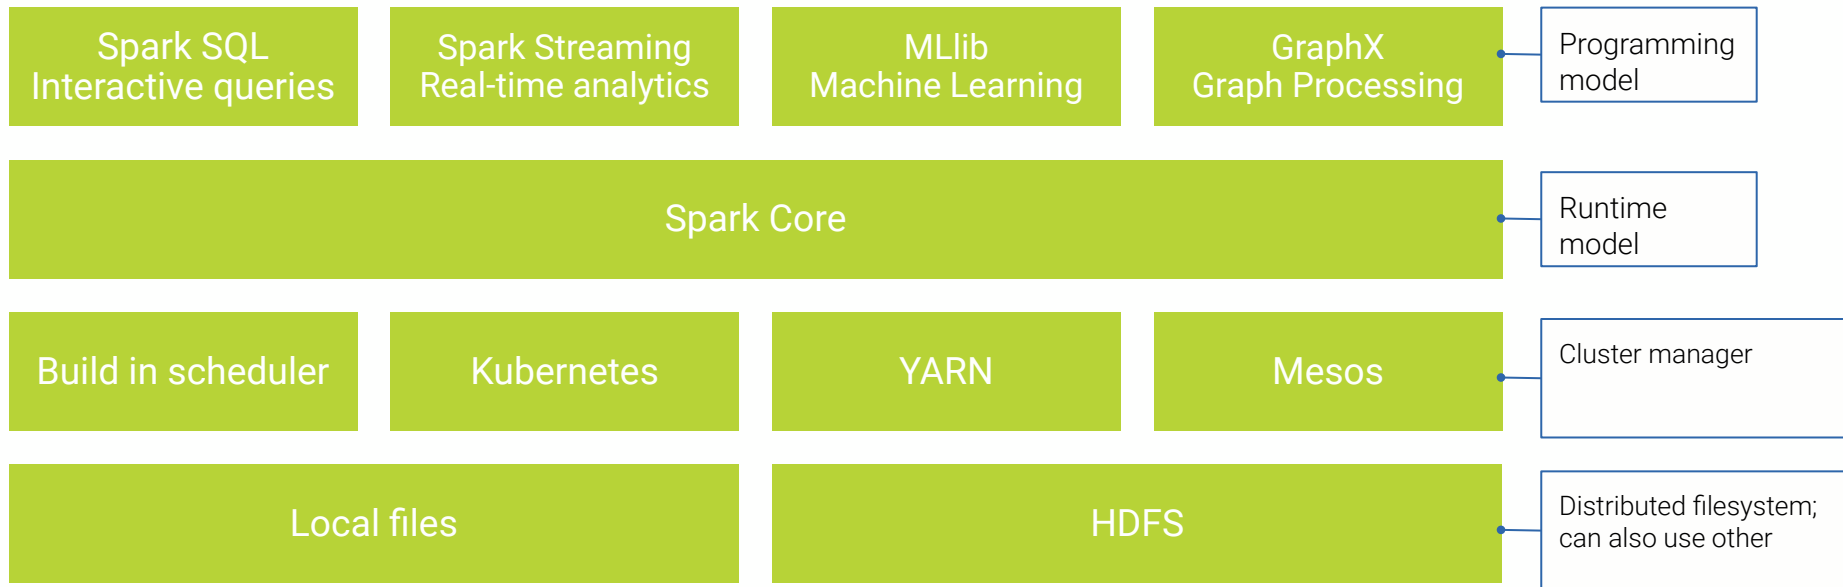 Spark SQL
Interactive queries
Spark Streaming
Real-time analytics
MLlib
Machine Learning
GraphX
Graph Processing
Programming
model
Spark Core
Runtime
model
Build in scheduler
Kubernetes
YARN
Mesos
Cluster manager
Local files
HDFS
Distributed filesystem;
can also use other